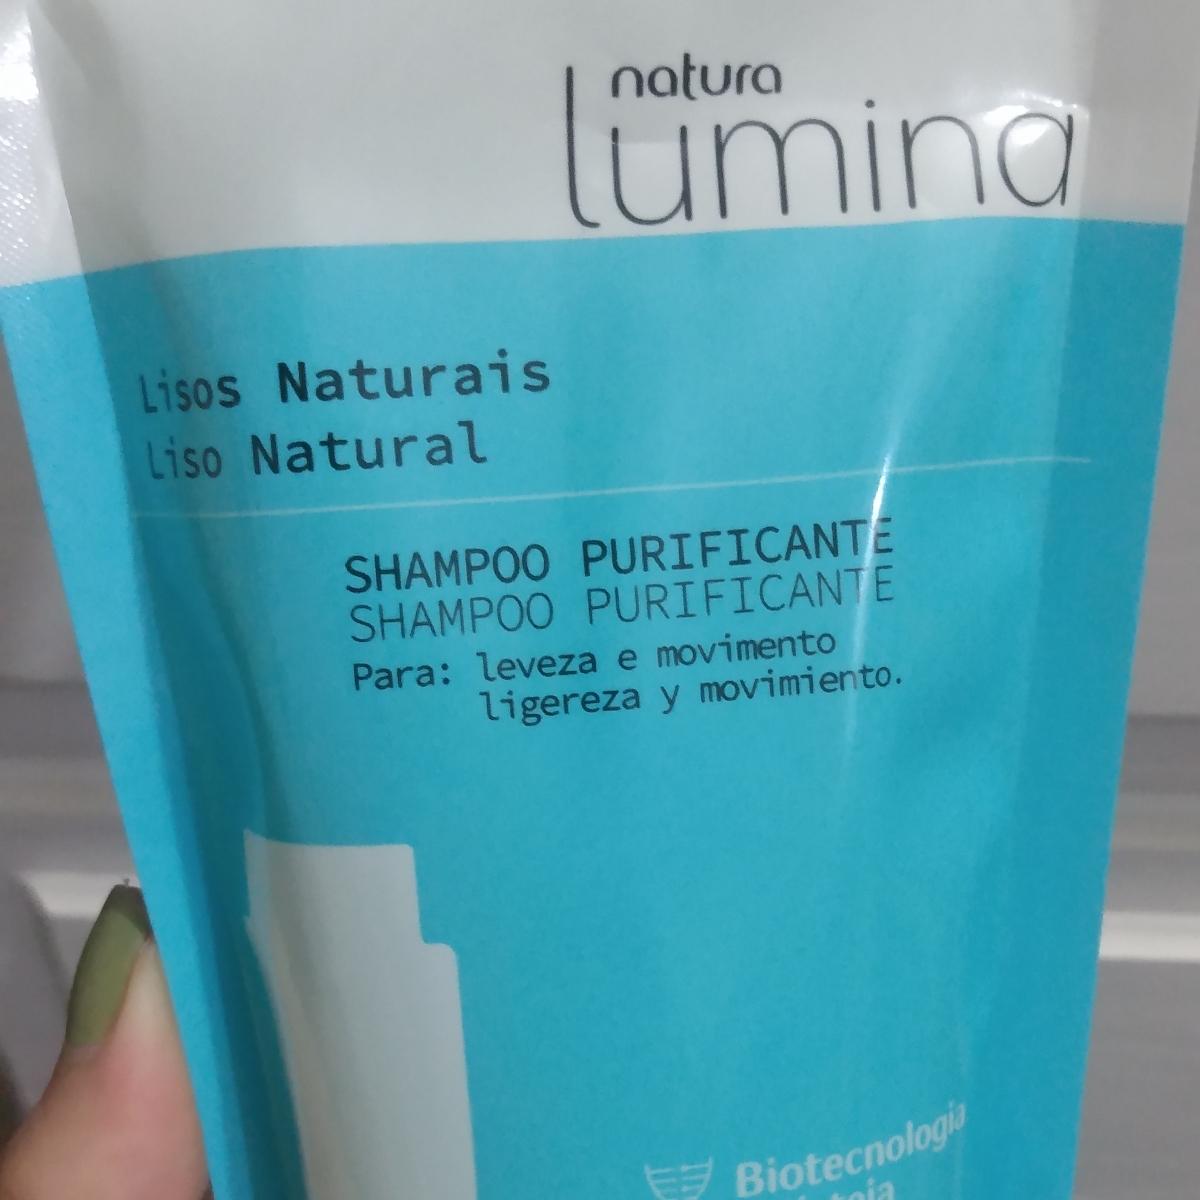 natura
lumina
Lisos Naturais
Liso Natural
SHAMPOO PURIFICANTE
SHAMPOO PURIFICANTE
Para: leveza e movimento
ligereza y movimiento.
Biotecnologia